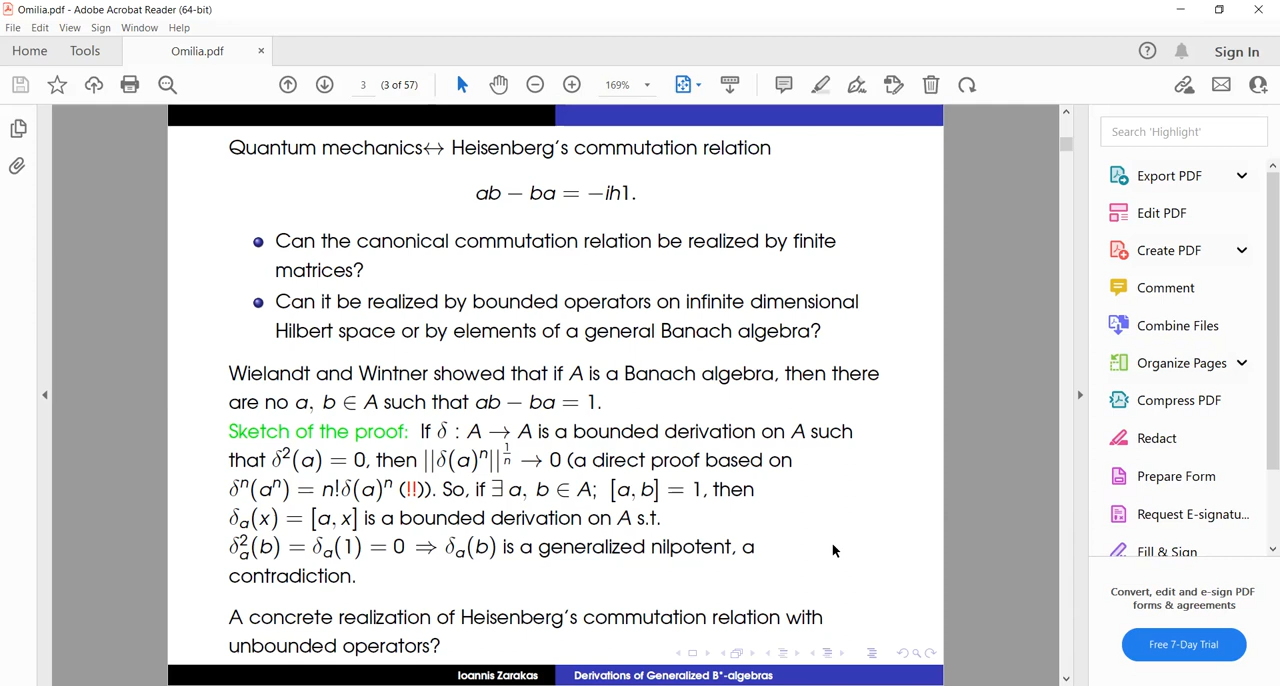 Omilia.pdf - Adobe Acrobat Reader (64-bit)
File Edit View Sign Window Help
Home Tools Omilia.pdf × Sign In
3 (3 of 57) 169%
Search 'Highlight'
Quantum mechanics↔ Heisenberg's commutation relation
ab − ba = −ih1.
Can the canonical commutation relation be realized by finite
matrices?
Can it be realized by bounded operators on infinite dimensional
Hilbert space or by elements of a general Banach algebra?
Wielandt and Wintner showed that if A is a Banach algebra, then there
are no a, b ∈ A such that ab − ba = 1.
Sketch of the proof: If δ : A → A is a bounded derivation on A such
that δ²(a) = 0, then ||δ(a)ⁿ||^{1/n} → 0 (a direct proof based on
δⁿ(aⁿ) = n!δ(a)ⁿ (!!)). So, if ∃ a, b ∈ A; [a, b] = 1, then
δₐ(x) = [a, x] is a bounded derivation on A s.t.
δₐ²(b) = δₐ(1) = 0 ⇒ δₐ(b) is a generalized nilpotent, a
contradiction.
A concrete realization of Heisenberg's commutation relation with
unbounded operators?
Ioannis Zarakas Derivations of Generalized B*-algebras
Export PDF
Edit PDF
Create PDF
Comment
Combine Files
Organize Pages
Compress PDF
Redact
Prepare Form
Request E-signatu...
Fill & Sign
Convert, edit and e-sign PDF
forms & agreements
Free 7-Day Trial